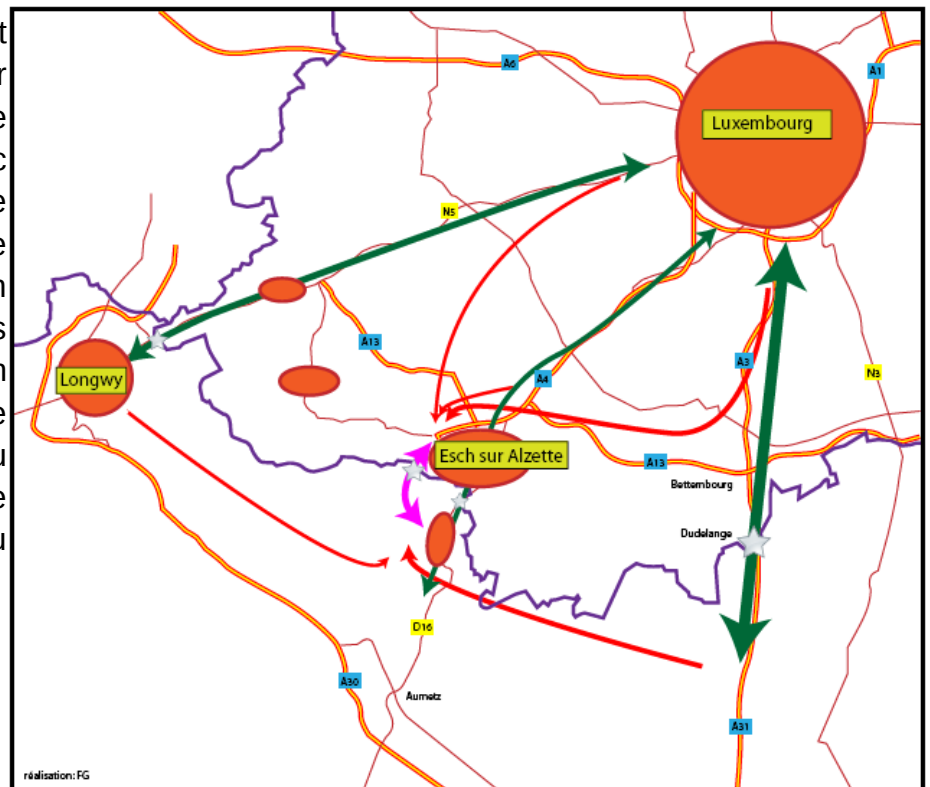 t
r
e
c
e
e
n
s
n
e
u
e
u
A6
A1
Luxembourg
N5
A13
Longwy
A3
N3
A4
Esch sur Alzette
A13
Bettembourg
Dudelange
D16
A30
Aumetz
A31
réalisation: FG